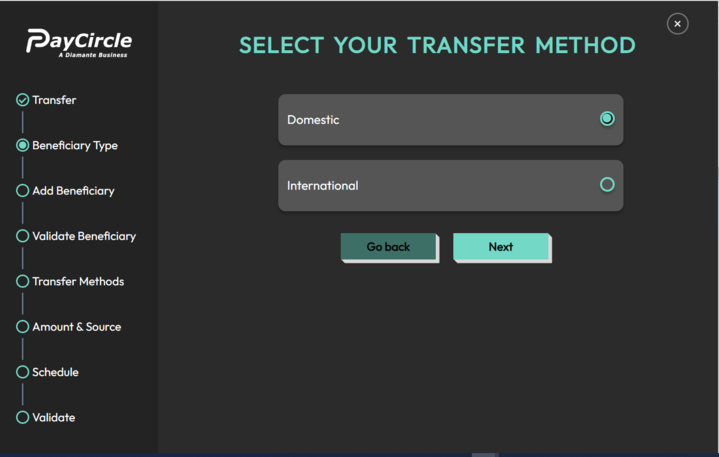 PayCircle
A Diamante Business
Transfer
Beneficiary Type
Add Beneficiary
Validate Beneficiary
Transfer Methods
Amount & Source
Schedule
Validate
SELECT YOUR TRANSFER METHOD
Domestic
International
Go back
Next